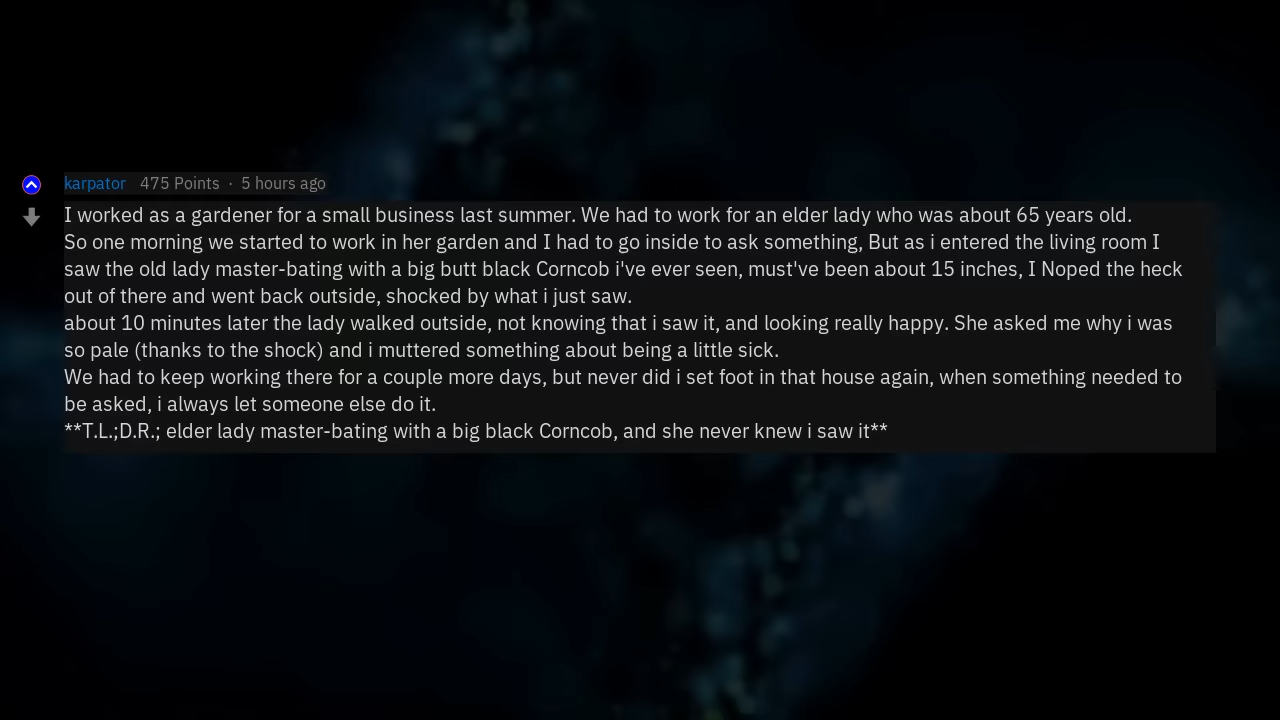 karpator 475 Points · 5 hours ago
I worked as a gardener for a small business last summer. We had to work for an elder lady who was about 65 years old.
So one morning we started to work in her garden and I had to go inside to ask something, But as i entered the living room I
saw the old lady master-bating with a big butt black Corncob i've ever seen, must've been about 15 inches, I Noped the heck
out of there and went back outside, shocked by what i just saw.
about 10 minutes later the lady walked outside, not knowing that i saw it, and looking really happy. She asked me why i was
so pale (thanks to the shock) and i muttered something about being a little sick.
We had to keep working there for a couple more days, but never did i set foot in that house again, when something needed to
be asked, i always let someone else do it.
**T.L.;D.R.; elder lady master-bating with a big black Corncob, and she never knew i saw it**